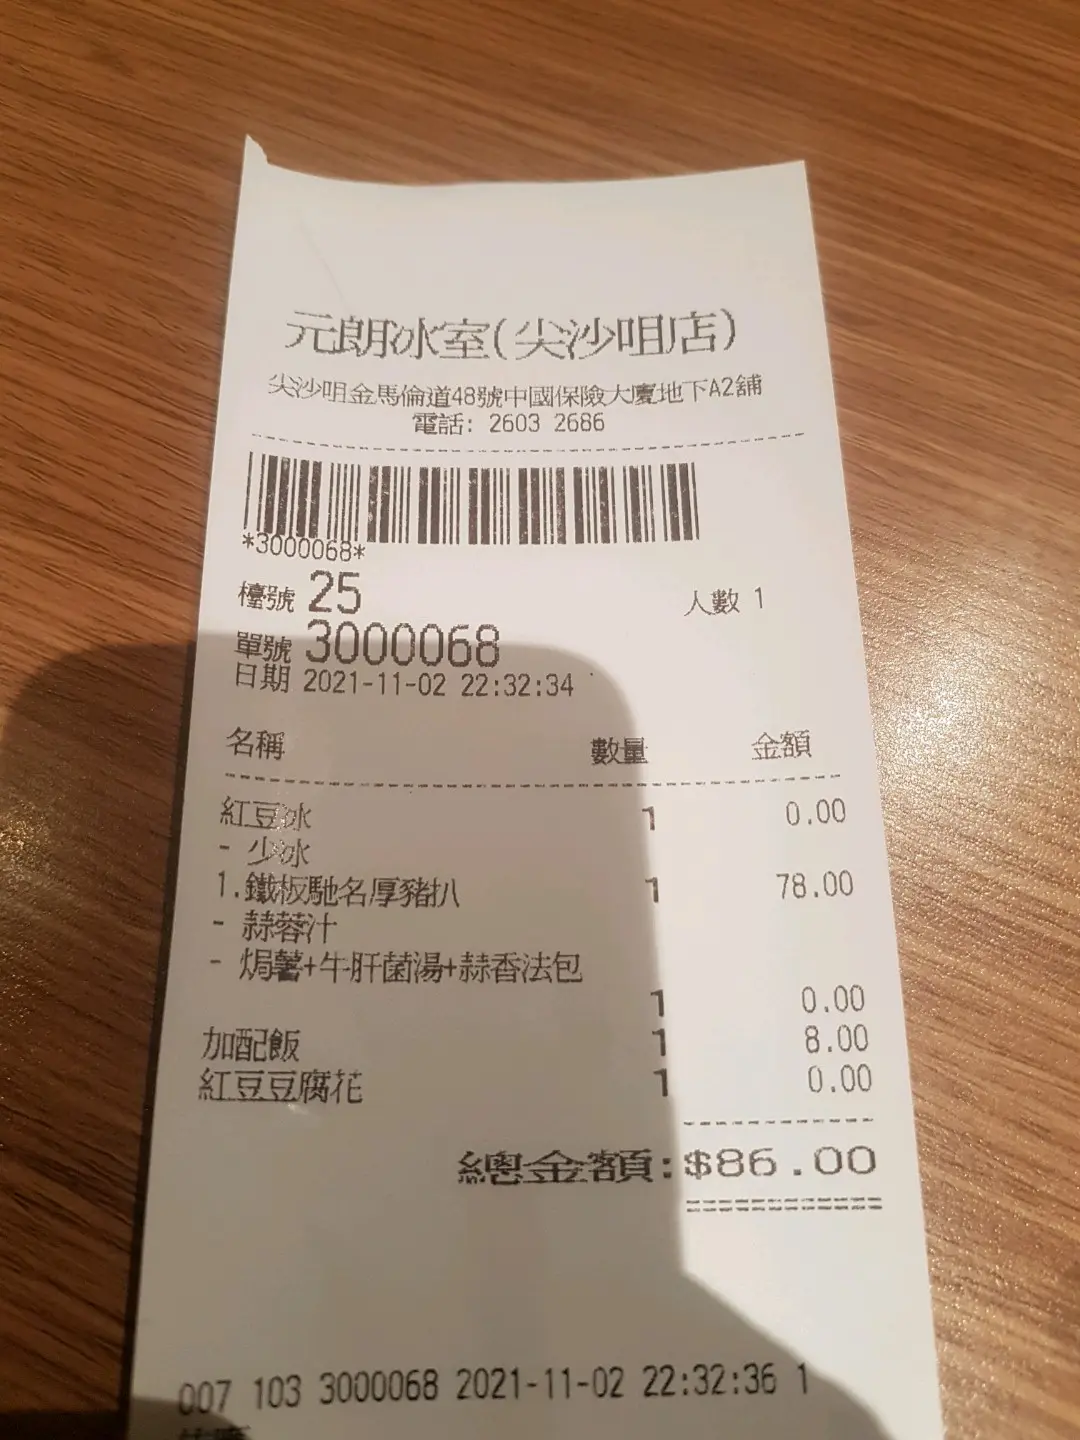 元朗冰室(尖沙咀店)
尖沙咀金馬倫道48號中國保險大廈地下A2舖
電話: 2603 2686
*3000068*
檯號 25 人數 1
單號 3000068
日期 2021-11-02 22:32:34
名稱 數量 金額
紅豆冰 1 0.00
- 少冰
1.鐵板馳名厚豬扒 1 78.00
- 蒜蓉汁
- 焗薯+牛肝菌湯+蒜香法包
1 0.00
加配飯 1 8.00
紅豆豆腐花 1 0.00
總金額:$86.00
007 103 3000068 2021-11-02 22:32:36 1